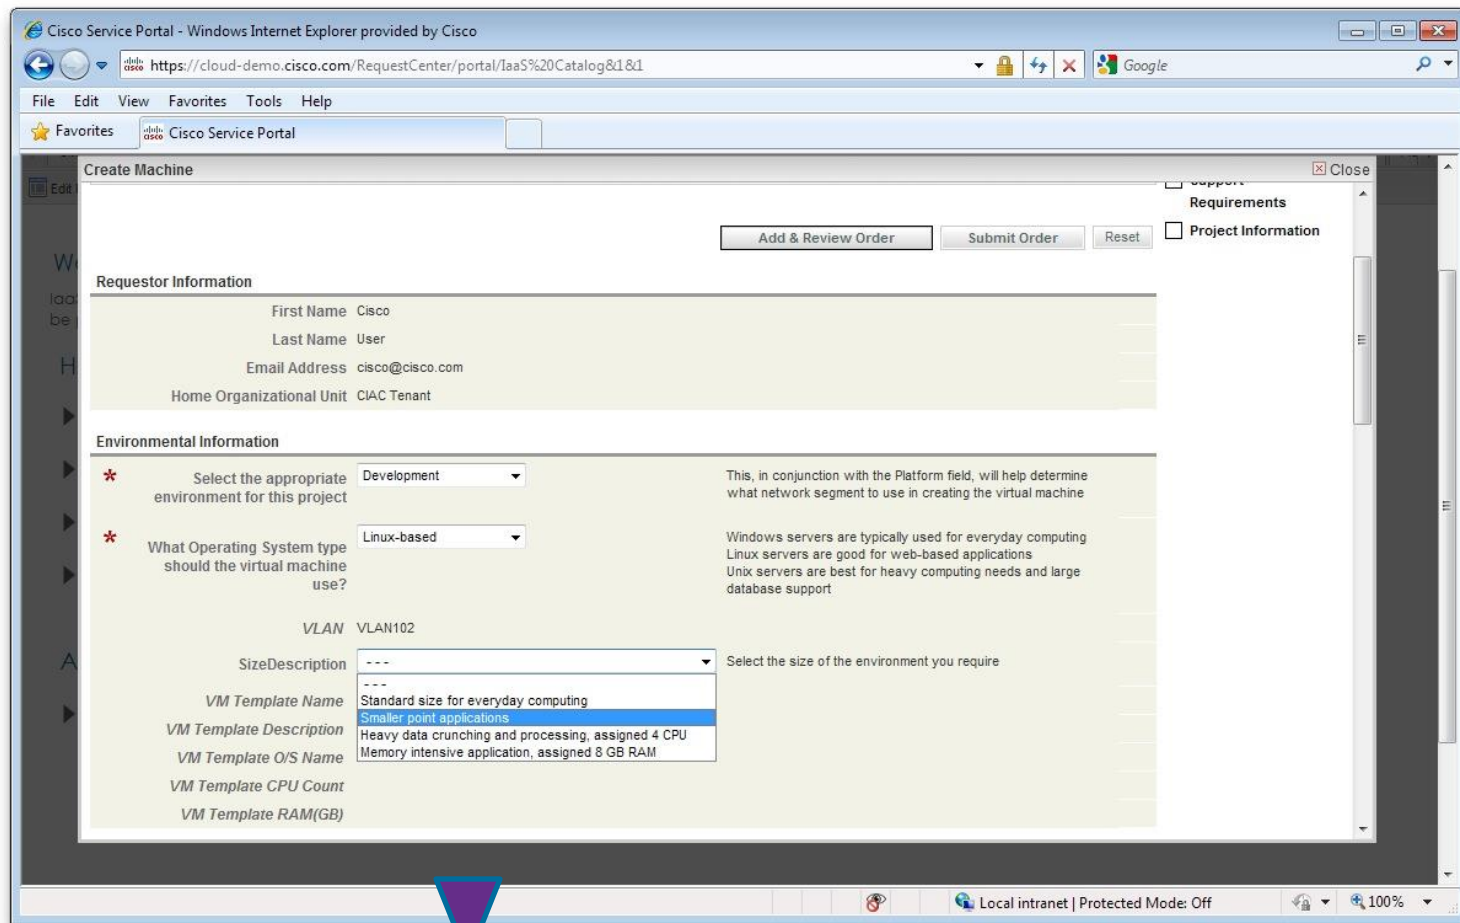 Cisco Service Portal - Windows Internet Explorer provided by Cisco
https://cloud-demo.cisco.com/RequestCenter/portal/IaaS%20Catalog&1&1
Google
File Edit View Favorites Tools Help
Favorites
cisco Cisco Service Portal
Create Machine
Close
Edit
Support
Requirements
Add & Review Order Submit Order Reset
Project Information
Requestor Information
First Name Cisco
Last Name User
Email Address cisco@cisco.com
Home Organizational Unit CIAC Tenant
Environmental Information
* Select the appropriate environment for this project
Development
This, in conjunction with the Platform field, will help determine
what network segment to use in creating the virtual machine
* What Operating System type
should the virtual machine
use?
Linux-based
Windows servers are typically used for everyday computing
Linux servers are good for web-based applications
Unix servers are best for heavy computing needs and large
database support
VLAN VLAN102
SizeDescription - - -
Select the size of the environment you require
- - -
Standard size for everyday computing
Smaller point applications
Heavy data crunching and processing, assigned 4 CPU
Memory intensive application, assigned 8 GB RAM
VM Template Name
VM Template Description
VM Template O/S Name
VM Template CPU Count
VM Template RAM(GB)
Local intranet | Protected Mode: Off
100%